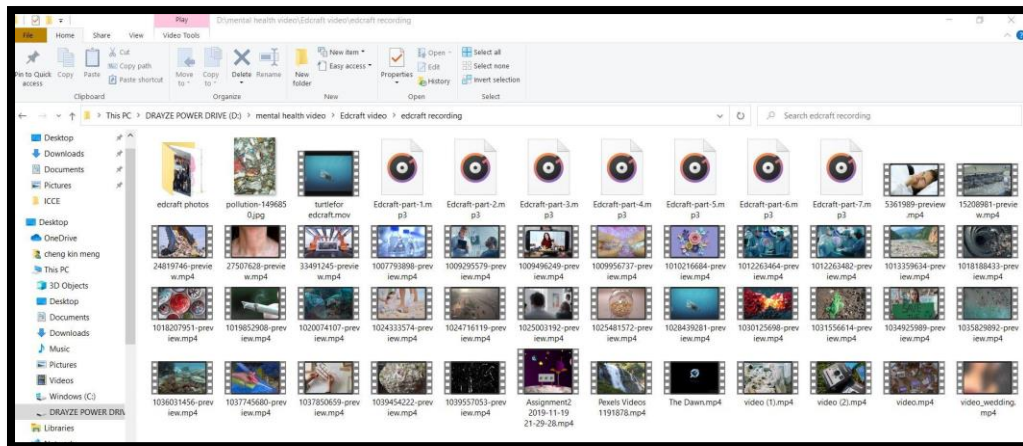 Play D:\mental health video\Edcraft video\edcraft recording
File Home Share View Video Tools
Pin to Quick access
Copy
Paste
Cut
Copy path
Paste shortcut
Move to
Copy to
Delete
Rename
New folder
New item
Easy access
Properties
Open
Edit
History
Select all
Select none
Invert selection
Clipboard Organize New Open Select
This PC > DRAYZE POWER DRIVE (D:) > mental health video > Edcraft video > edcraft recording
Search edcraft recording
Desktop
Downloads
Documents
Pictures
ICCE
Desktop
OneDrive
cheng kin meng
This PC
3D Objects
Desktop
Documents
Downloads
Music
Pictures
Videos
Windows (C:)
DRAYZE POWER DRIV
Libraries
edcraft photos
pollution-149685
0.jpg
turtlefor
edcraft.mov
Edcraft-part-1.m
p3
Edcraft-part-2.m
p3
Edcraft-part-3.m
p3
Edcraft-part-4.m
p3
Edcraft-part-5.m
p3
Edcraft-part-6.m
p3
Edcraft-part-7.m
p3
5361989-preview
.mp4
15208981-previe
w.mp4
24819746-previe
w.mp4
27507628-previe
w.mp4
33491245-previe
w.mp4
1007793898-prev
iew.mp4
1009295579-prev
iew.mp4
1009496249-prev
iew.mp4
1009956737-prev
iew.mp4
1010216684-prev
iew.mp4
1012263464-prev
iew.mp4
1012263482-prev
iew.mp4
1013359634-prev
iew.mp4
1018188433-prev
iew.mp4
1018207951-prev
iew.mp4
1019852908-prev
iew.mp4
1020074107-prev
iew.mp4
1024333574-prev
iew.mp4
1024716119-prev
iew.mp4
1025003192-prev
iew.mp4
1025481572-prev
iew.mp4
1028439281-prev
iew.mp4
1030125698-prev
iew.mp4
1031556614-prev
iew.mp4
1034925989-prev
iew.mp4
1035829892-prev
iew.mp4
1036031456-prev
iew.mp4
1037745680-prev
iew.mp4
1037850659-prev
iew.mp4
1039454222-prev
iew.mp4
1039557053-prev
iew.mp4
Assignment2
2019-11-19
21-29-28.mp4
Pexels Videos
1191878.mp4
The Dawn.mp4
video (1).mp4
video (2).mp4
video.mp4
video_wedding.
mp4